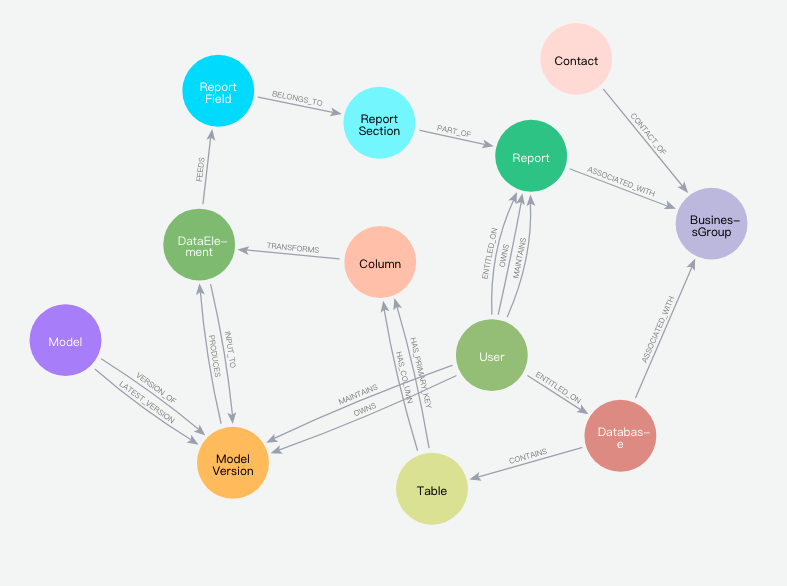 Contact
Report
Field
BELONGS_TO
Report
Section
PART_OF
Report
CONTACT_OF
ASSOCIATED_WITH
Busines–
sGroup
FEEDS
DataEle–
ment
TRANSFORMS
Column
ENTITLED_ON
OWNS
MAINTAINS
Model
VERSION_OF
LATEST_VERSION
PRODUCES
INPUT_TO
HAS_COLUMN
HAS_PRIMARY_KEY
User
MAINTAINS
OWNS
ENTITLED_ON
ASSOCIATED_WITH
Databas–
e
Model
Version
CONTAINS
Table